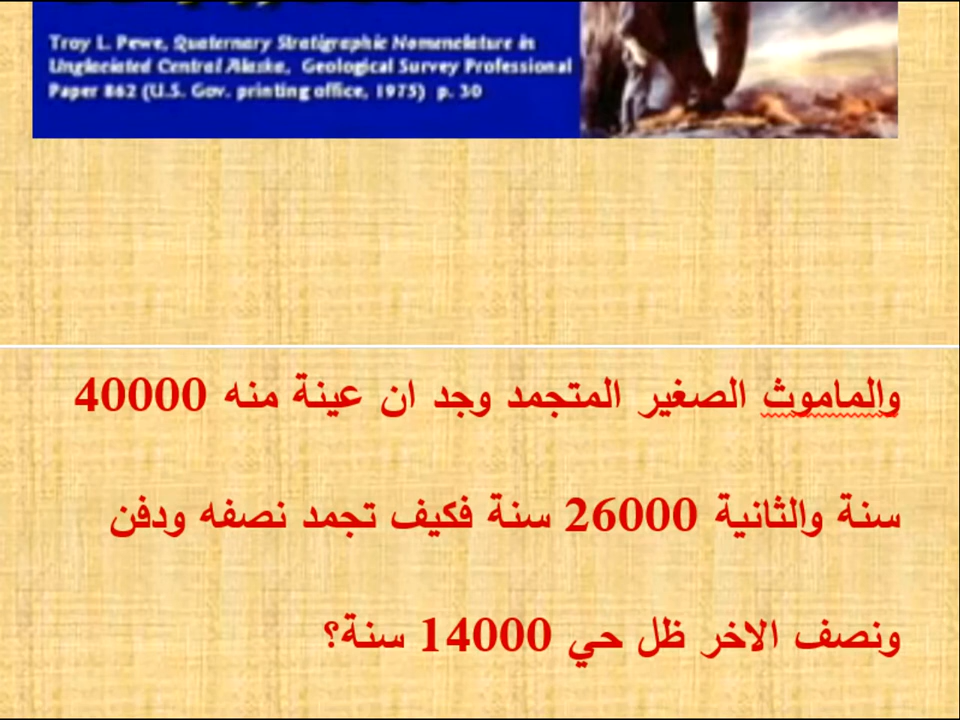 Troy L. Pewe, Quaternary Stratigraphic Nomenclature in
Unglaciated Central Alaska, Geological Survey Professional
Paper 862 (U.S. Gov. printing office, 1975) p. 30
والماموث الصغير المتجمد وجد ان عينة منه 40000
سنة والثانية 26000 سنة فكيف تجمد نصفه ودفن
ونصف الاخر ظل حي 14000 سنة؟